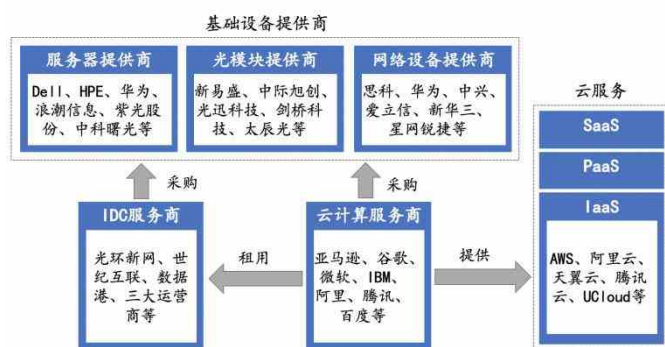 基础设备提供商
服务器提供商
Dell、HPE、华为、
浪潮信息、紫光股
份、中科曙光等
光模块提供商
新易盛、中际旭创、
光迅科技、剑桥科
技、太辰光等
网络设备提供商
思科、华为、中兴、
爱立信、新华三、
星网锐捷等
云服务
SaaS
PaaS
IaaS
AWS、阿里云、
天翼云、腾讯
云、UCloud等
采购
采购
IDC服务商
光环新网、世
纪互联、数据
港、三大运营
商等
租用
云计算服务商
亚马逊、谷歌、
微软、IBM、
阿里、腾讯、
百度等
提供